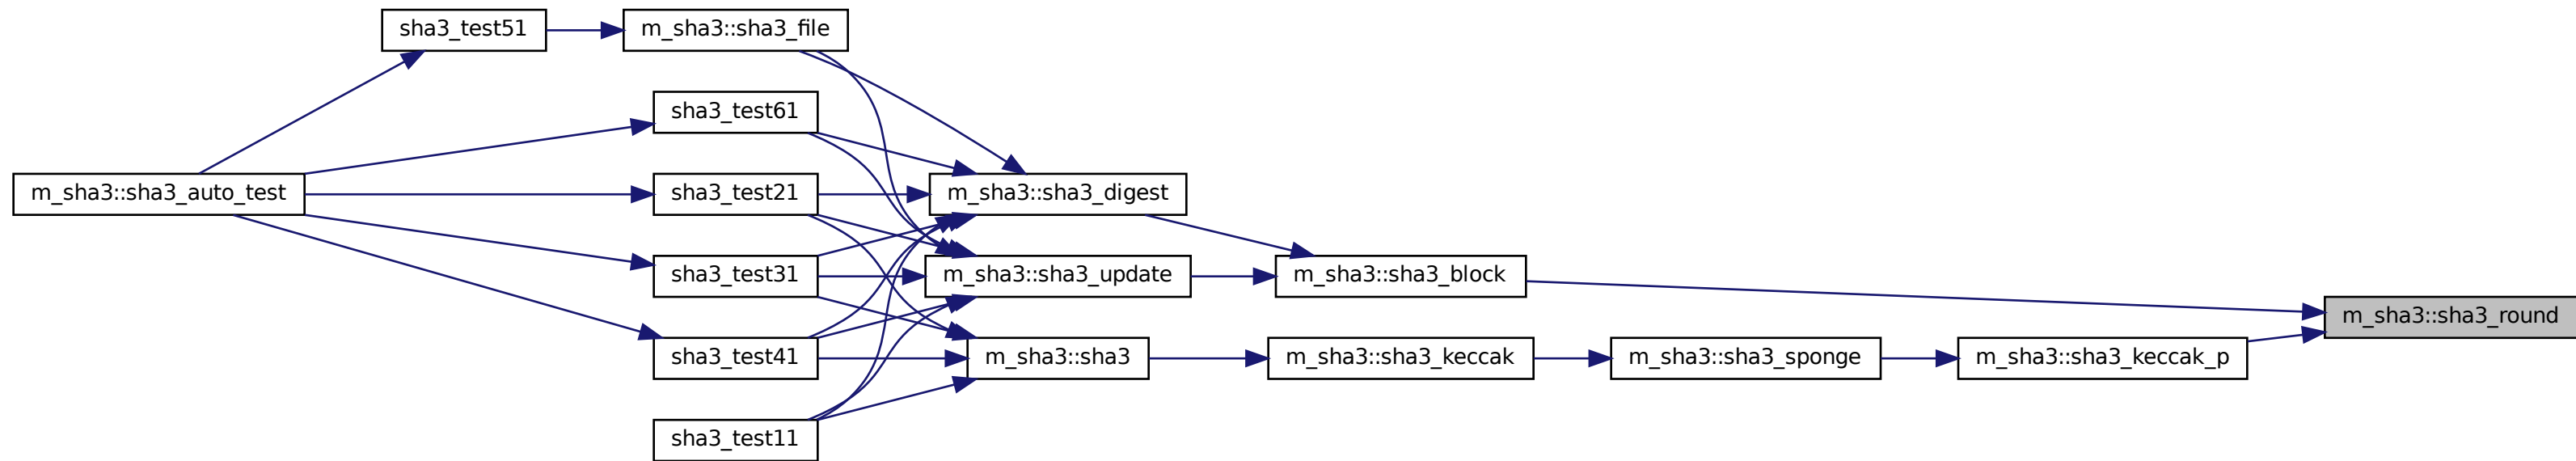 sha3_test51
m_sha3::sha3_file
sha3_test61
m_sha3::sha3_auto_test
sha3_test21
m_sha3::sha3_digest
sha3_test31
m_sha3::sha3_update
m_sha3::sha3_block
m_sha3::sha3_round
sha3_test41
m_sha3::sha3
m_sha3::sha3_keccak
m_sha3::sha3_sponge
m_sha3::sha3_keccak_p
sha3_test11